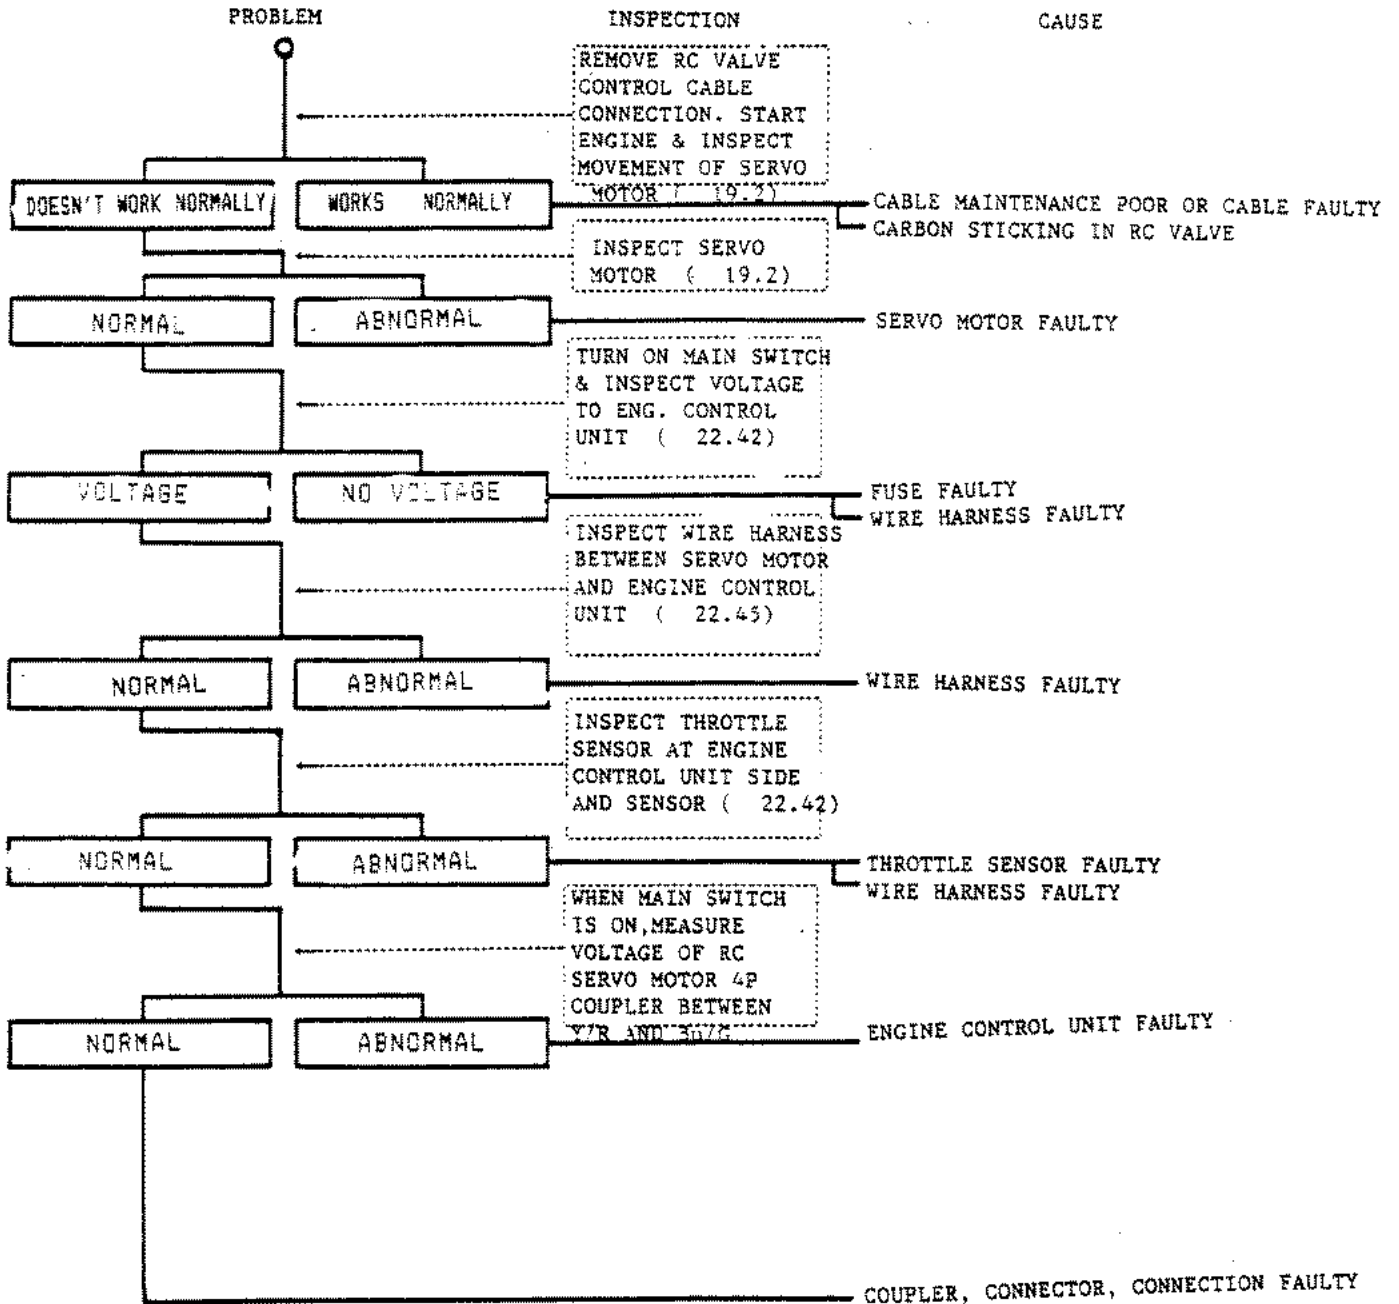 PROBLEM
INSPECTION
CAUSE
REMOVE RC VALVE
CONTROL CABLE
CONNECTION. START
ENGINE & INSPECT
MOVEMENT OF SERVO
MOTOR ( 19.2)
DOESN'T WORK NORMALLY
WORKS NORMALLY
CABLE MAINTENANCE POOR OR CABLE FAULTY
CARBON STICKING IN RC VALVE
INSPECT SERVO
MOTOR ( 19.2)
NORMAL
ABNORMAL
SERVO MOTOR FAULTY
TURN ON MAIN SWITCH
& INSPECT VOLTAGE
TO ENG. CONTROL
UNIT ( 22.42)
VOLTAGE
NO VOLTAGE
FUSE FAULTY
WIRE HARNESS FAULTY
INSPECT WIRE HARNESS
BETWEEN SERVO MOTOR
AND ENGINE CONTROL
UNIT ( 22.45)
NORMAL
ABNORMAL
WIRE HARNESS FAULTY
INSPECT THROTTLE
SENSOR AT ENGINE
CONTROL UNIT SIDE
AND SENSOR ( 22.42)
NORMAL
ABNORMAL
THROTTLE SENSOR FAULTY
WIRE HARNESS FAULTY
WHEN MAIN SWITCH
IS ON,MEASURE
VOLTAGE OF RC
SERVO MOTOR 4P
COUPLER BETWEEN
Y/R AND
NORMAL
ABNORMAL
ENGINE CONTROL UNIT FAULTY
COUPLER, CONNECTOR, CONNECTION FAULTY